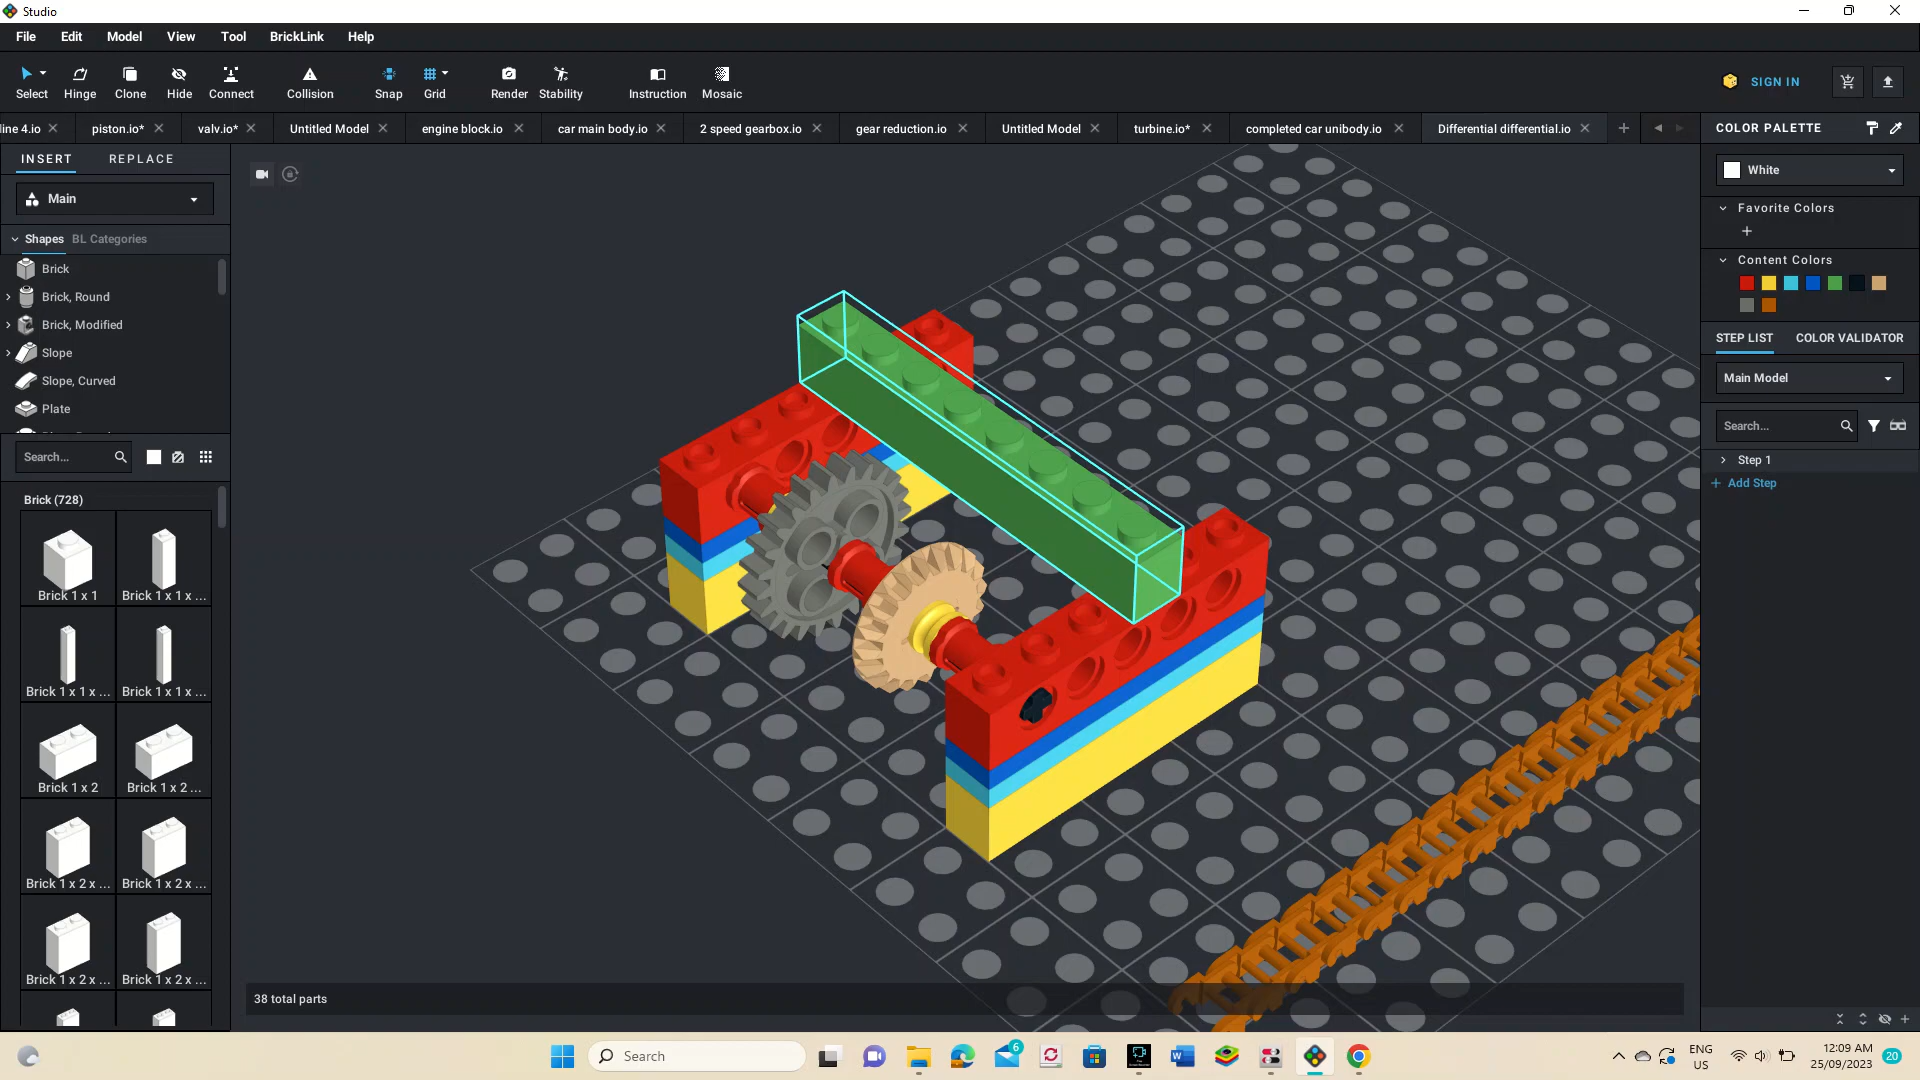 Studio
File Edit Model View Tool BrickLink Help
Select Hinge Clone Hide Connect Collision Snap Grid Render Stability Instruction Mosaic
SIGN IN
line 4.io piston.io* valv.io* Untitled Model engine block.io car main body.io 2 speed gearbox.io gear reduction.io Untitled Model turbine.io* completed car unibody.io Differential differential.io
COLOR PALETTE
INSERT REPLACE
Main
Shapes BL Categories
Brick
Brick, Round
Brick, Modified
Slope
Slope, Curved
Plate
Search...
Brick (728)
Brick 1 x 1 Brick 1 x 1 x ...
Brick 1 x 1 x ... Brick 1 x 1 x ...
Brick 1 x 2 Brick 1 x 2 ...
Brick 1 x 2 x ... Brick 1 x 2 x ...
Brick 1 x 2 x ... Brick 1 x 2 x ...
38 total parts
White
Favorite Colors
Content Colors
STEP LIST COLOR VALIDATOR
Main Model
Search...
Step 1
+ Add Step
Search
6
ENG
US
12:09 AM
25/09/2023
20